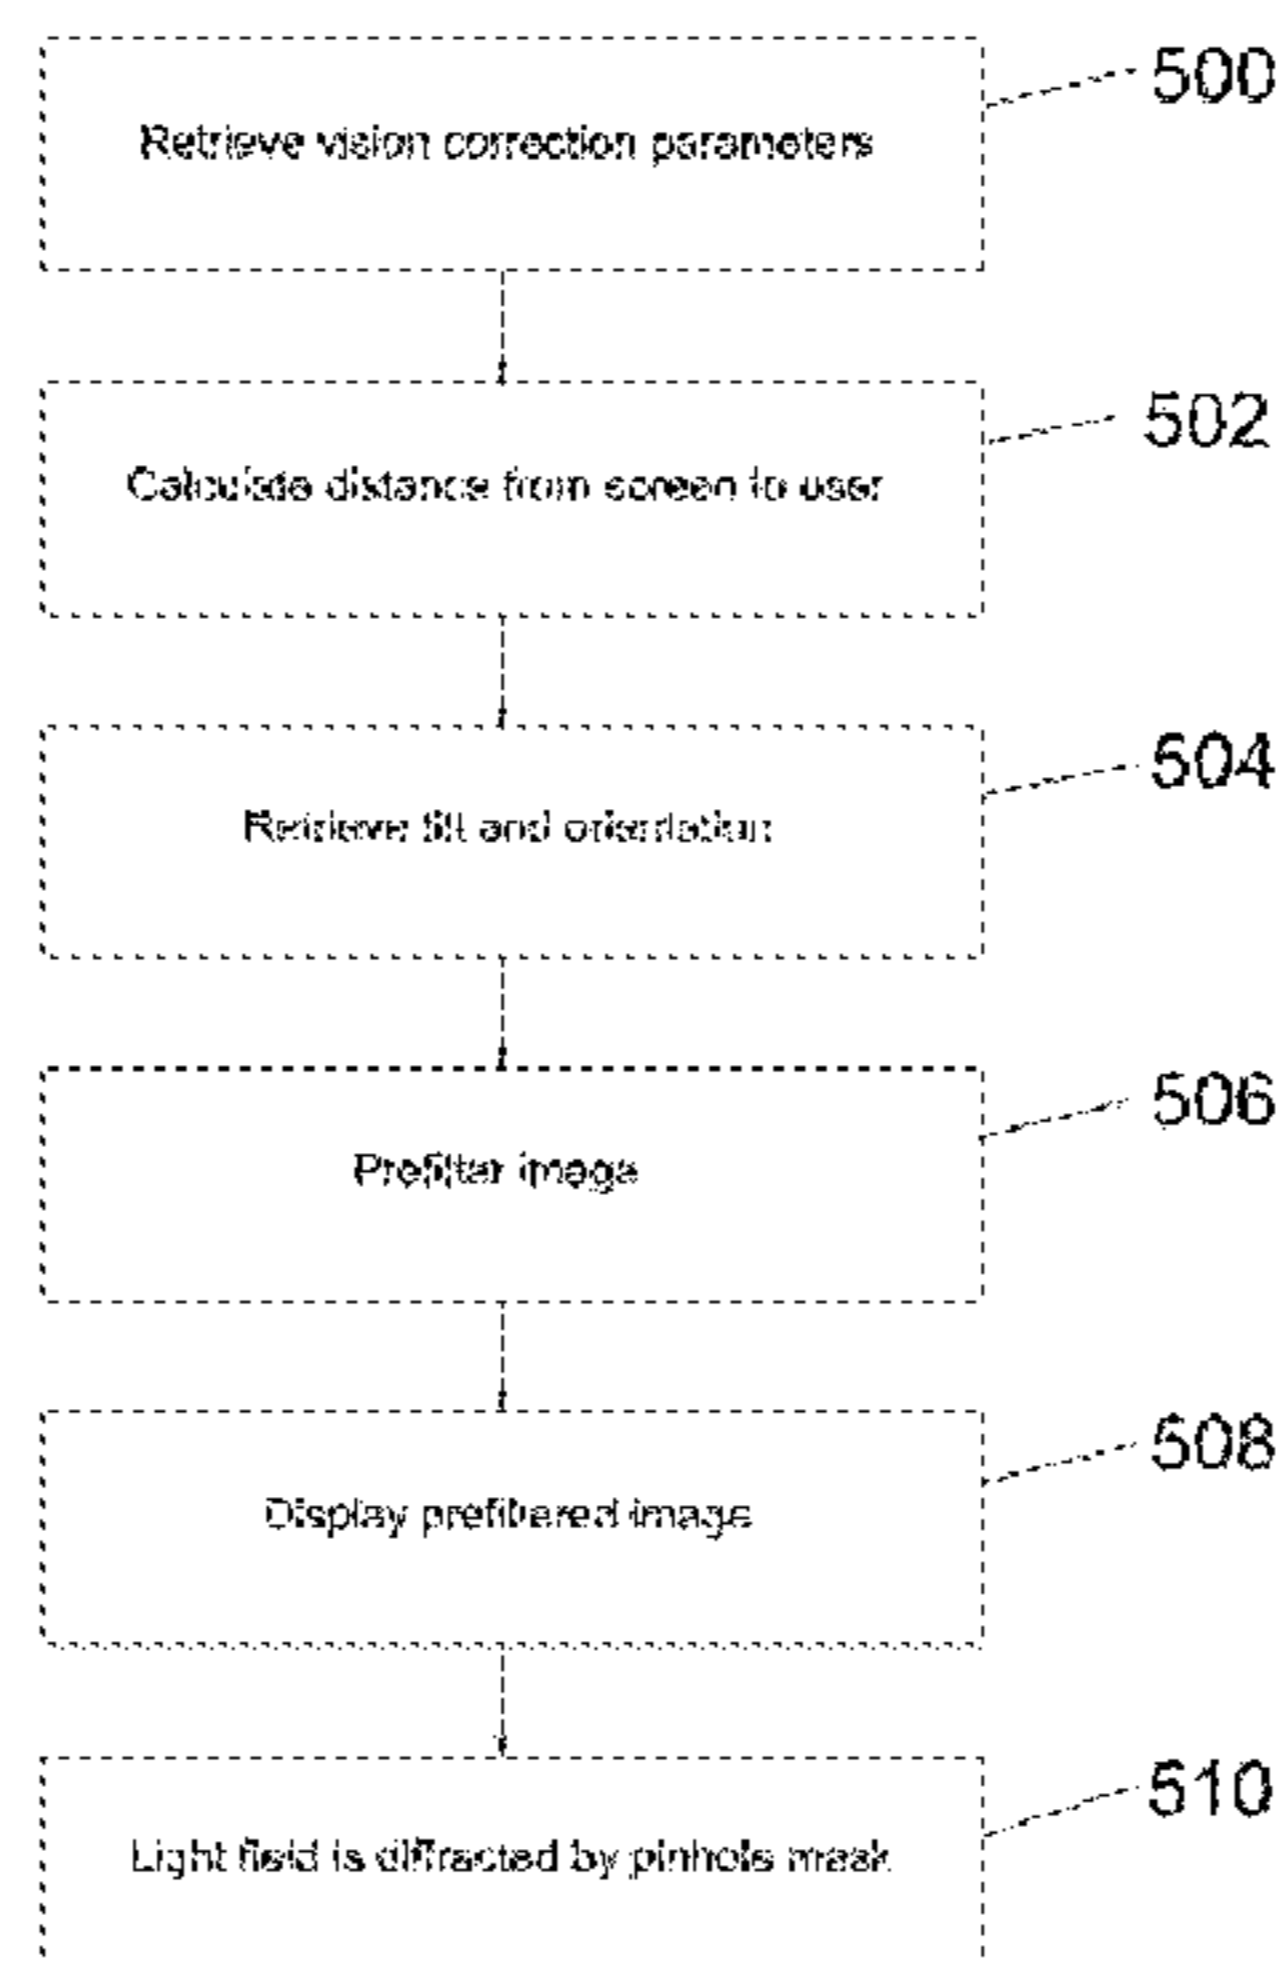 500
Retrieve vision correction parameters
502
Calculate distance from screen to user
504
Retrieve tilt and orientation
506
Prefilter image
508
Display prefiltered image
510
Light field is diffracted by pinhole mask